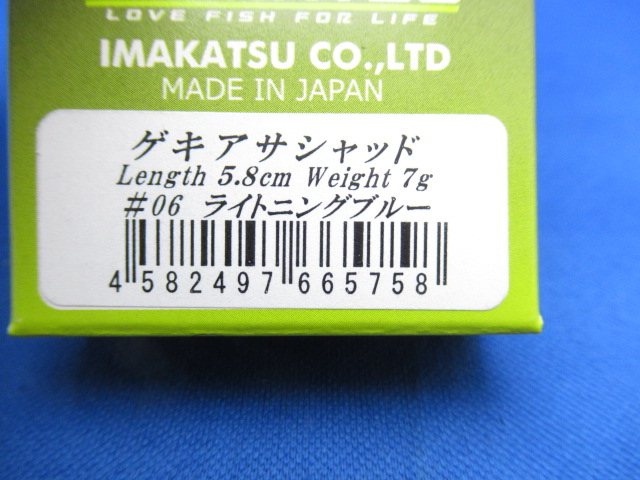 LOVE FISH FOR LIFE
IMAKATSU CO.,LTD
MADE IN JAPAN
ゲキアサシャッド
Length 5.8cm Weight 7g
#06 ライトニングブルー
4 582497 665758